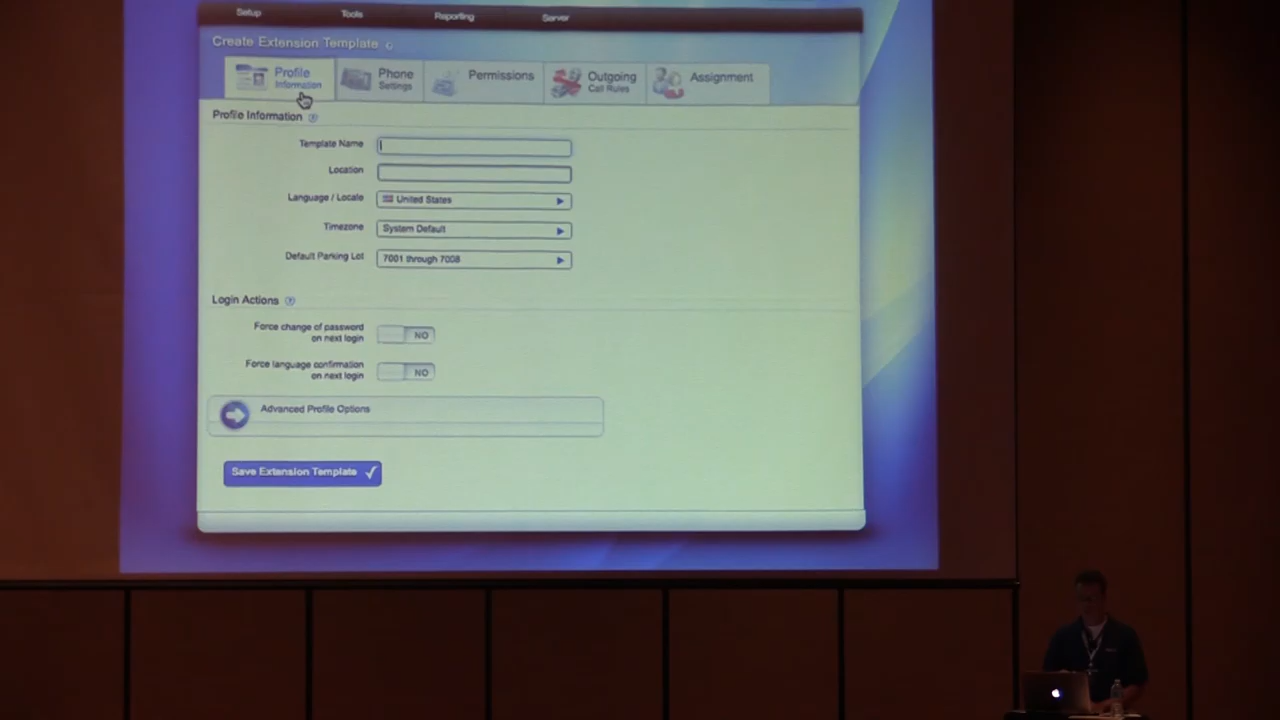 Setup Tools Reporting Server
Create Extension Template
Profile Information
Phone Settings
Permissions
Outgoing Call Rules
Assignment
Profile Information
Template Name
Location
Language / Locale United States
Timezone System Default
Default Parking Lot 7001 through 7008
Login Actions
Force change of password
on next login
NO
Force language confirmation
on next login
NO
Advanced Profile Options
Save Extension Template